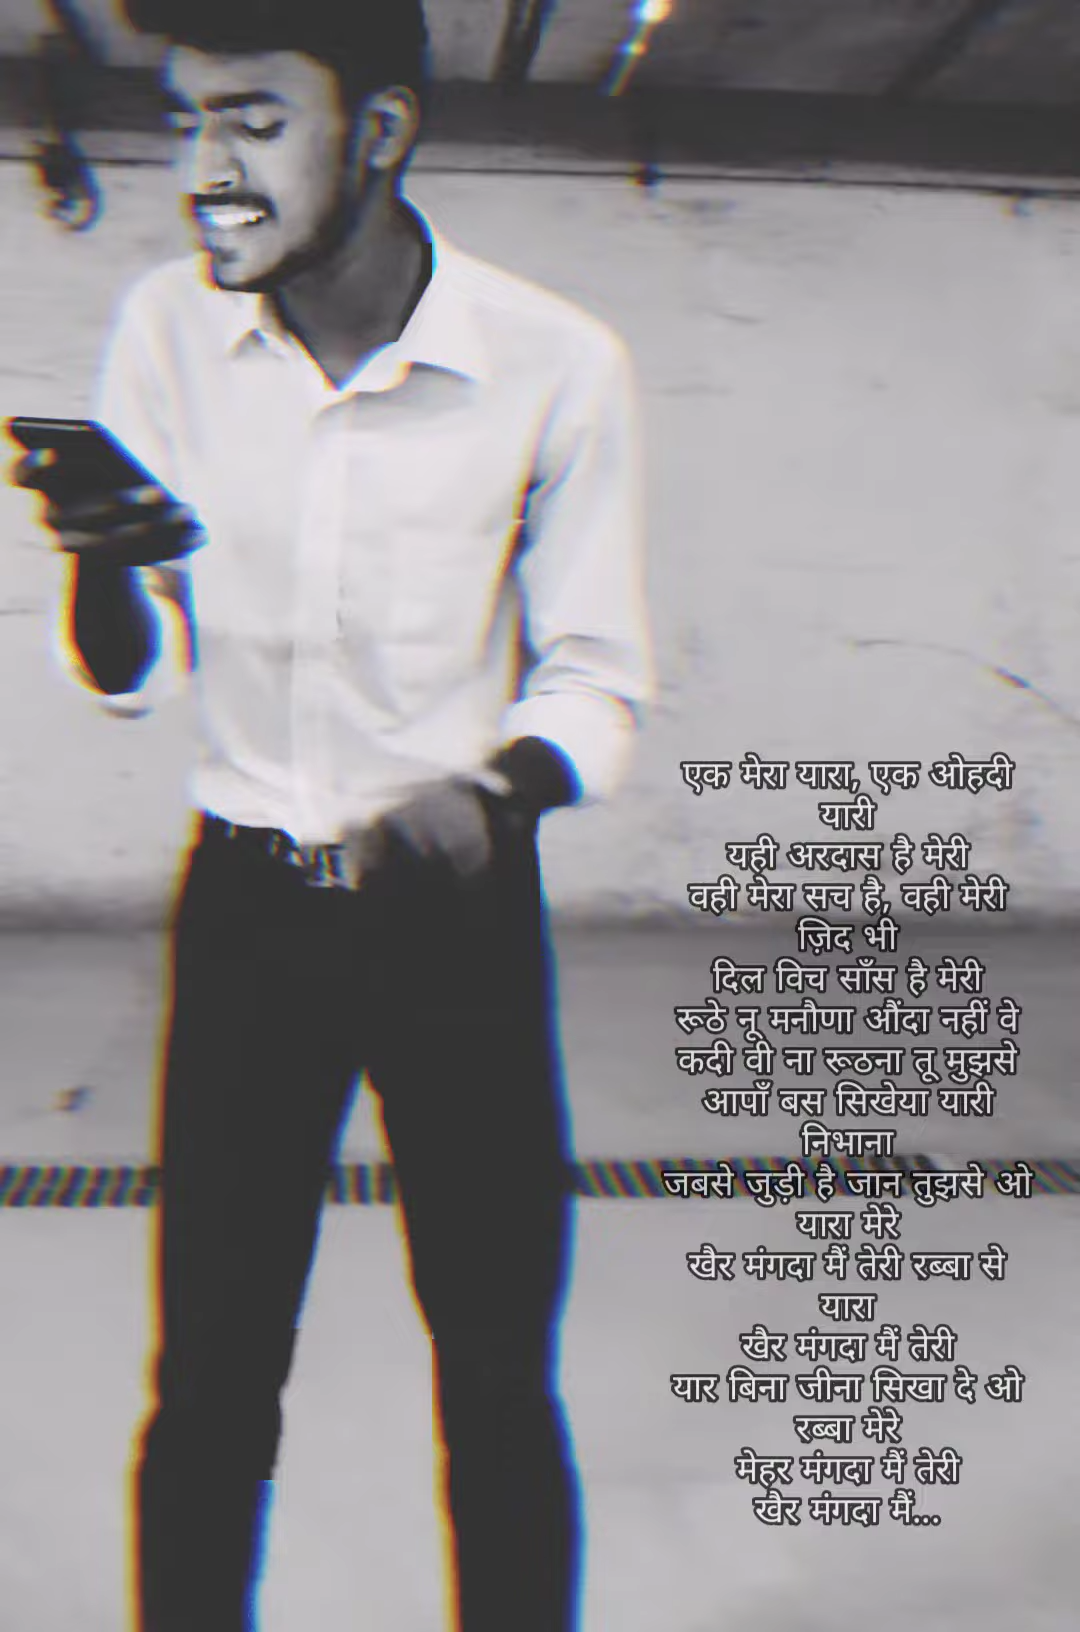 एक मेरा यारा, एक ओहदी
यारी
यही अरदास है मेरी
वही मेरा सच है, वही मेरी
ज़िद भी
दिल विच साँस है मेरी
रूठे नू मनौणा औंदा नहीं वे
कदी वी ना रूठना तू मुझसे
आपाँ बस सिखेया यारी
निभाना
जबसे जुड़ी है जान तुझसे ओ
यारा मेरे
खैर मंगदा मैं तेरी रब्बा से
यारा
खैर मंगदा मैं तेरी
यार बिना जीना सिखा दे ओ
रब्बा मेरे
मेहर मंगदा मैं तेरी
खैर मंगदा मैं...